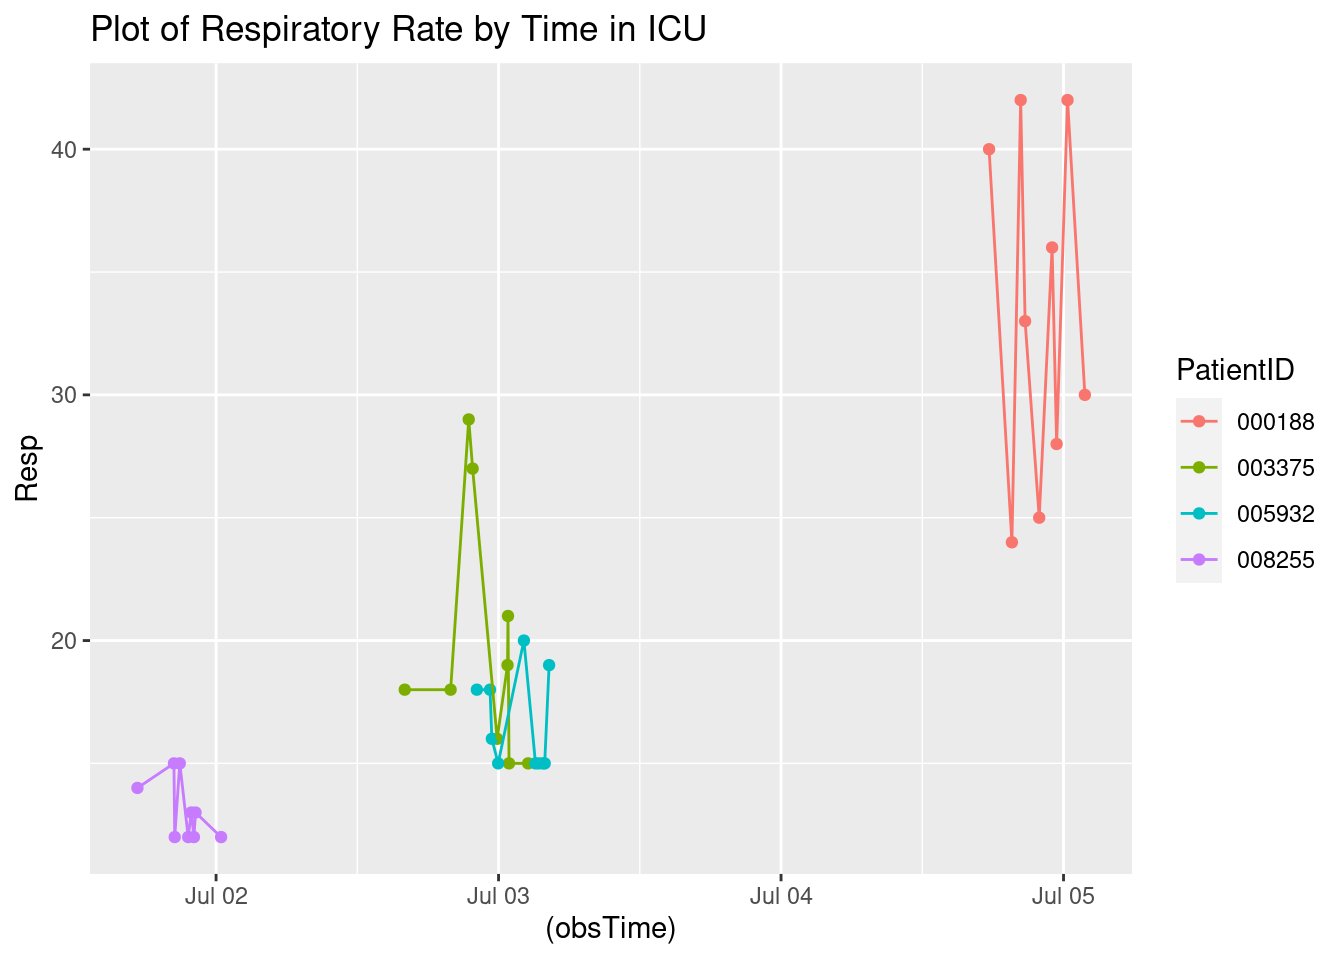 Plot of Respiratory Rate by Time in ICU
40
30
20
Resp
Jul 02
Jul 03
Jul 04
Jul 05
(obsTime)
PatientID
000188
003375
005932
008255